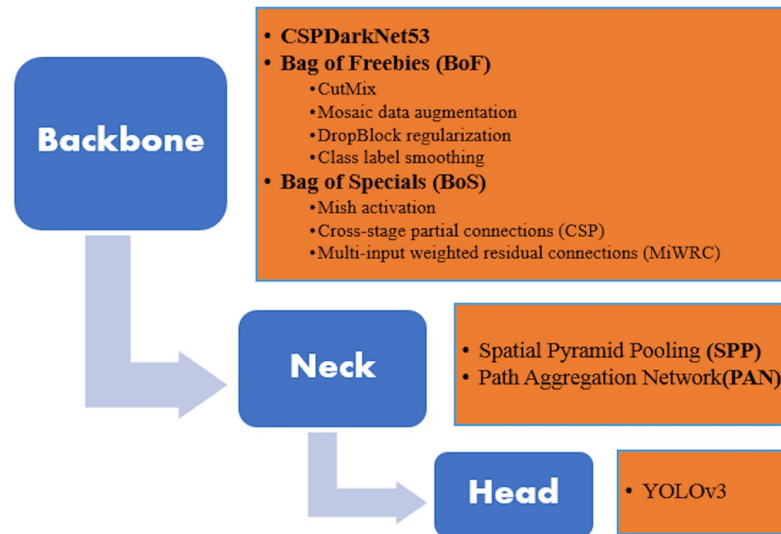 Backbone
• CSPDarkNet53
• Bag of Freebies (BoF)
• CutMix
• Mosaic data augmentation
• DropBlock regularization
• Class label smoothing
• Bag of Specials (BoS)
• Mish activation
• Cross-stage partial connections (CSP)
• Multi-input weighted residual connections (MiWRC)
Neck
• Spatial Pyramid Pooling (SPP)
• Path Aggregation Network(PAN)
Head
• YOLOv3